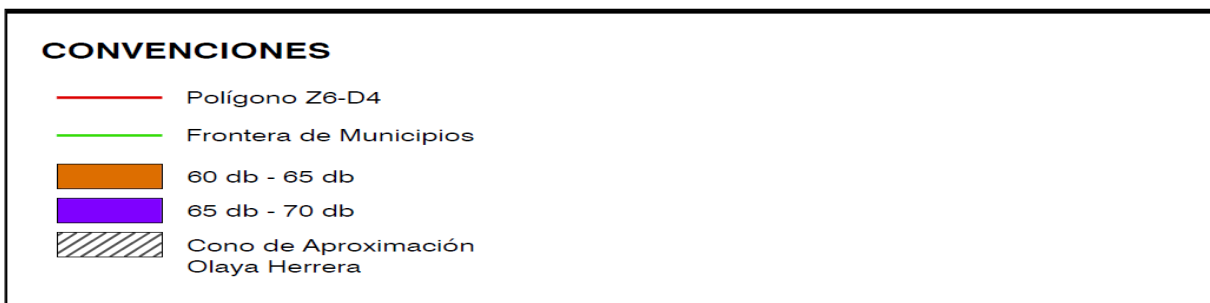 CONVENCIONES
Polígono Z6-D4
Frontera de Municipios
60 db - 65 db
65 db - 70 db
Cono de Aproximación
Olaya Herrera